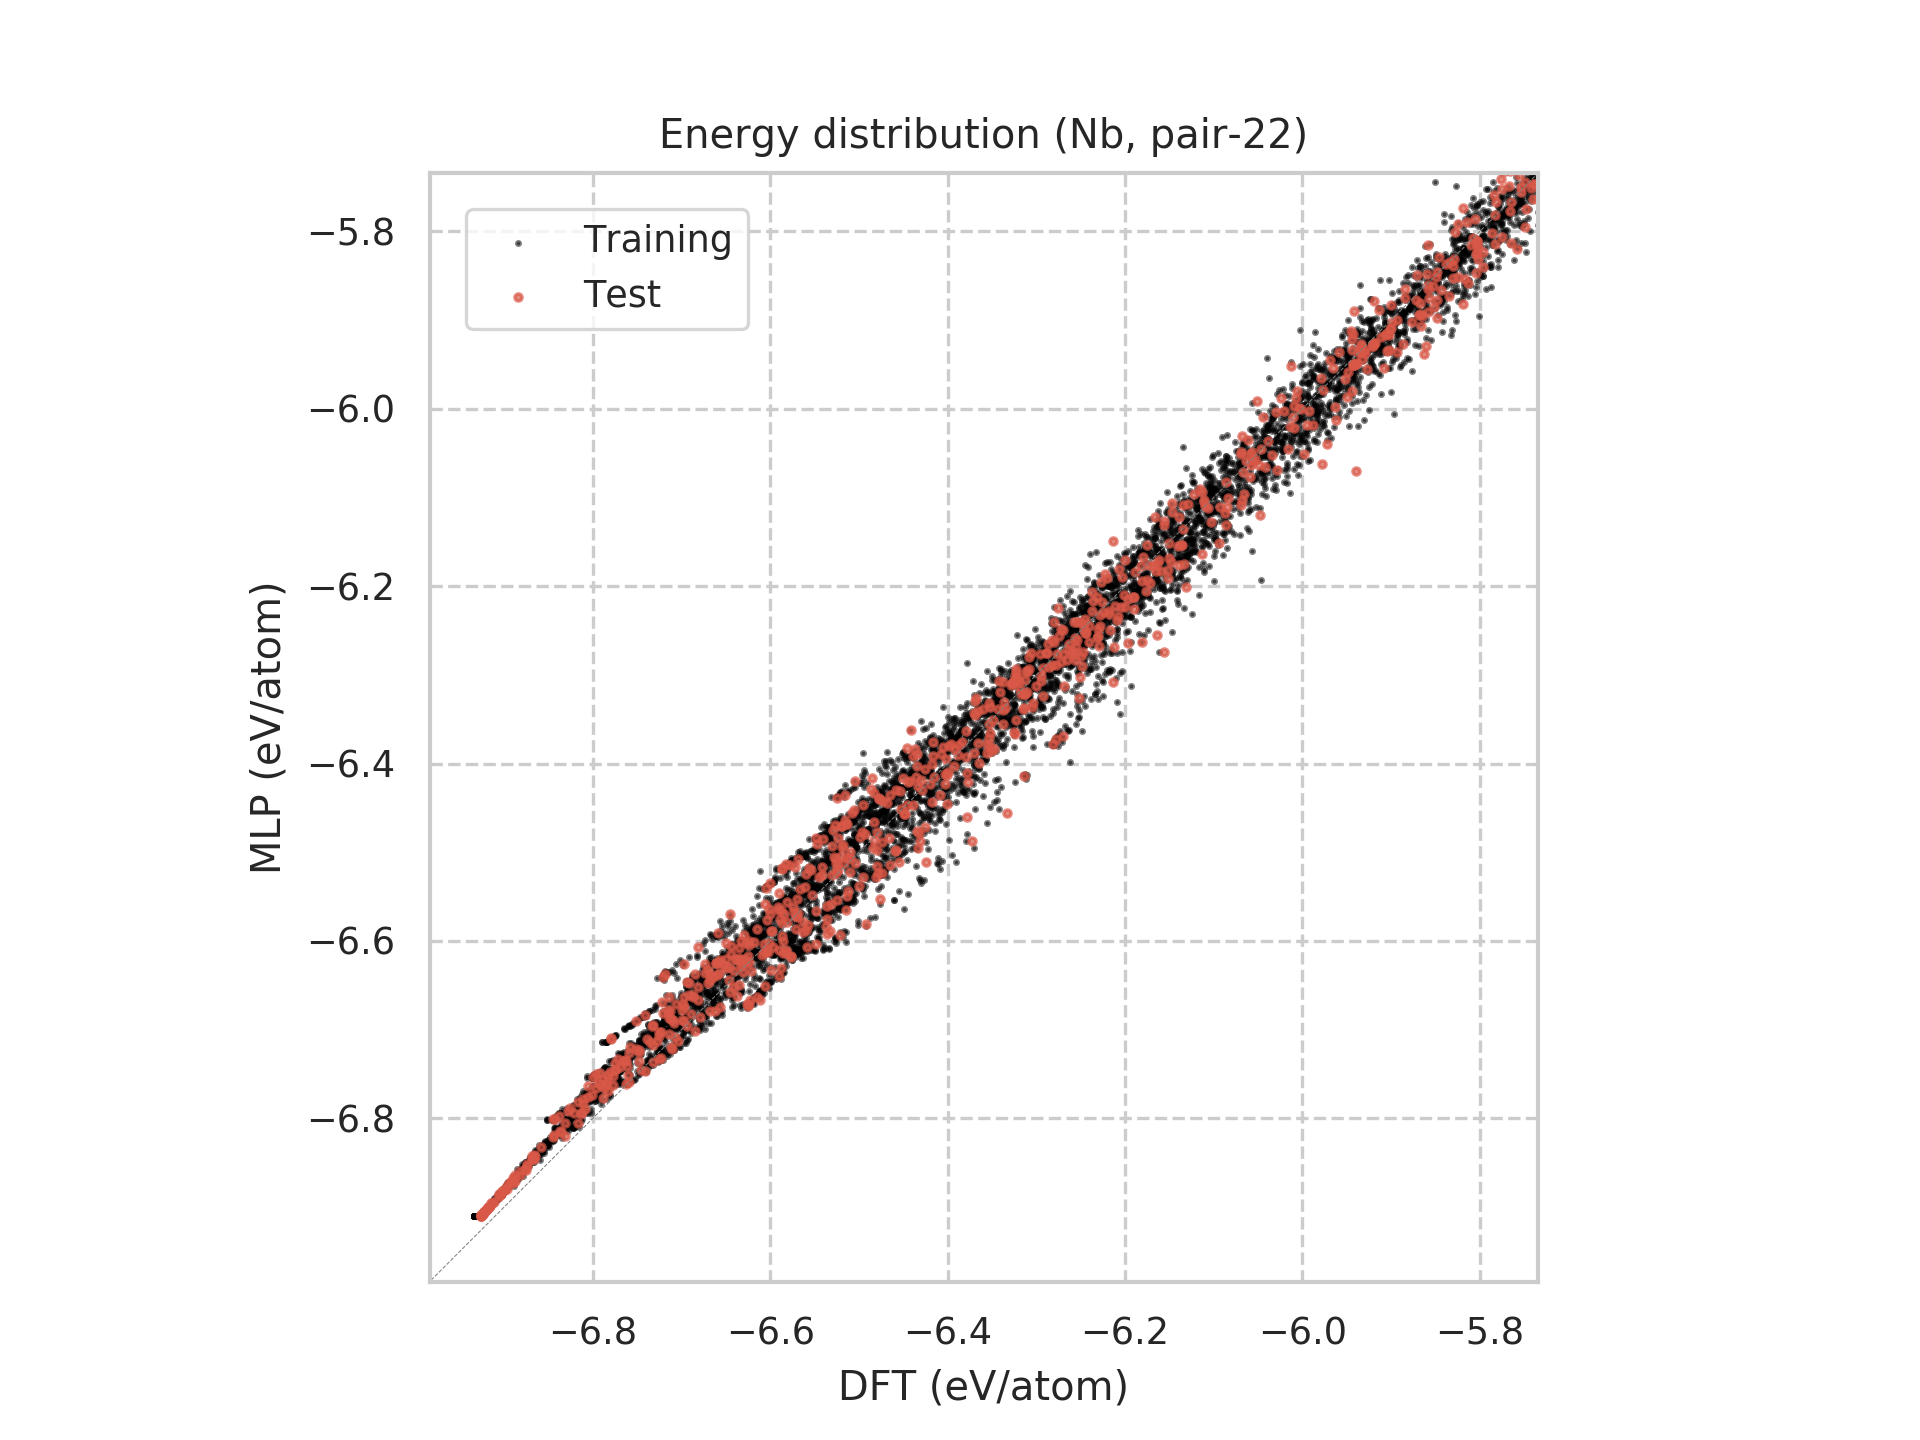 Energy distribution (Nb, pair-22)
Training
Test
−5.8
−6.0
−6.2
−6.4
−6.6
−6.8
MLP (eV/atom)
−6.8 −6.6 −6.4 −6.2 −6.0 −5.8
DFT (eV/atom)